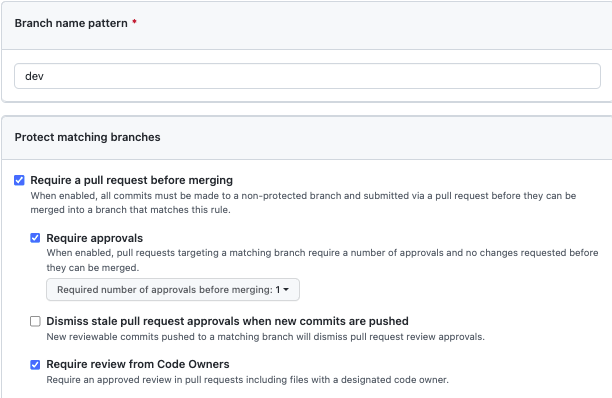 Branch name pattern *
dev
Protect matching branches
Require a pull request before merging
When enabled, all commits must be made to a non-protected branch and submitted via a pull request before they can be
merged into a branch that matches this rule.
Require approvals
When enabled, pull requests targeting a matching branch require a number of approvals and no changes requested before
they can be merged.
Required number of approvals before merging: 1
Dismiss stale pull request approvals when new commits are pushed
New reviewable commits pushed to a matching branch will dismiss pull request review approvals.
Require review from Code Owners
Require an approved review in pull requests including files with a designated code owner.